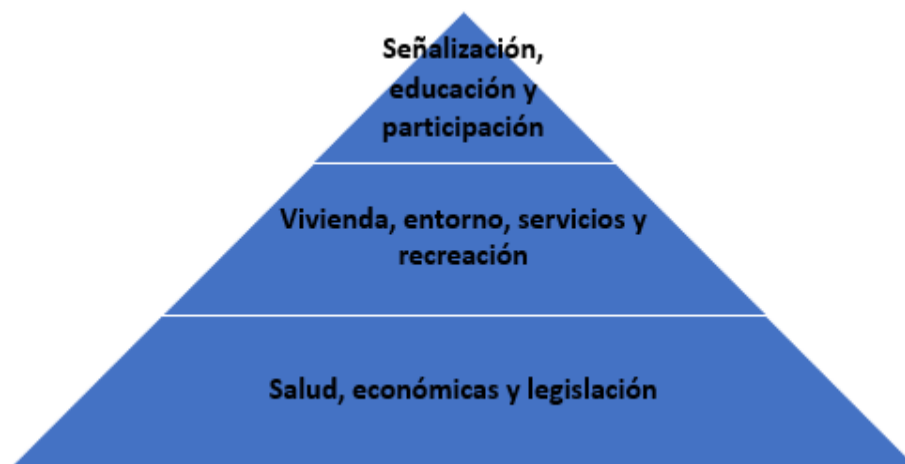 Señalización,
educación y
participación
Vivienda, entorno, servicios y
recreación
Salud, económicas y legislación